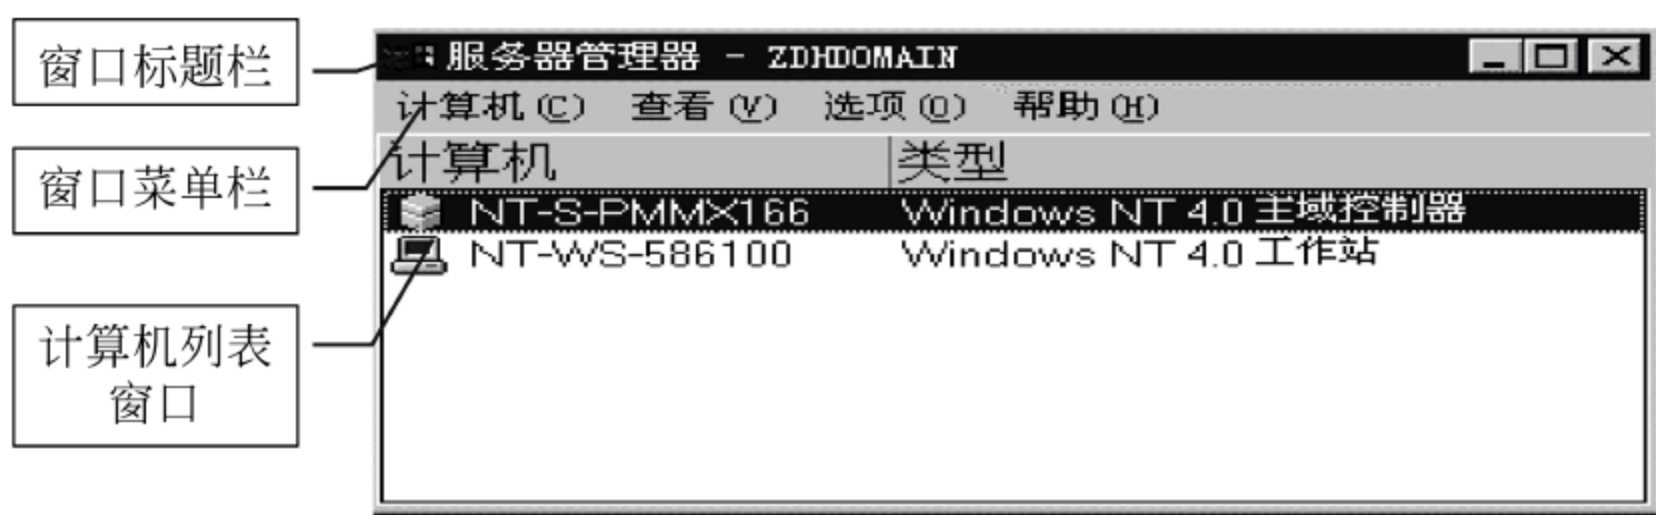 窗口标题栏
服务器管理器 - ZDHDOMAIN
计算机(C) 查看(V) 选项(O) 帮助(H)
窗口菜单栏
计算机 类型
NT-S-PMMX166 Windows NT 4.0 主域控制器
NT-WS-586100 Windows NT 4.0 工作站
计算机列表
窗口